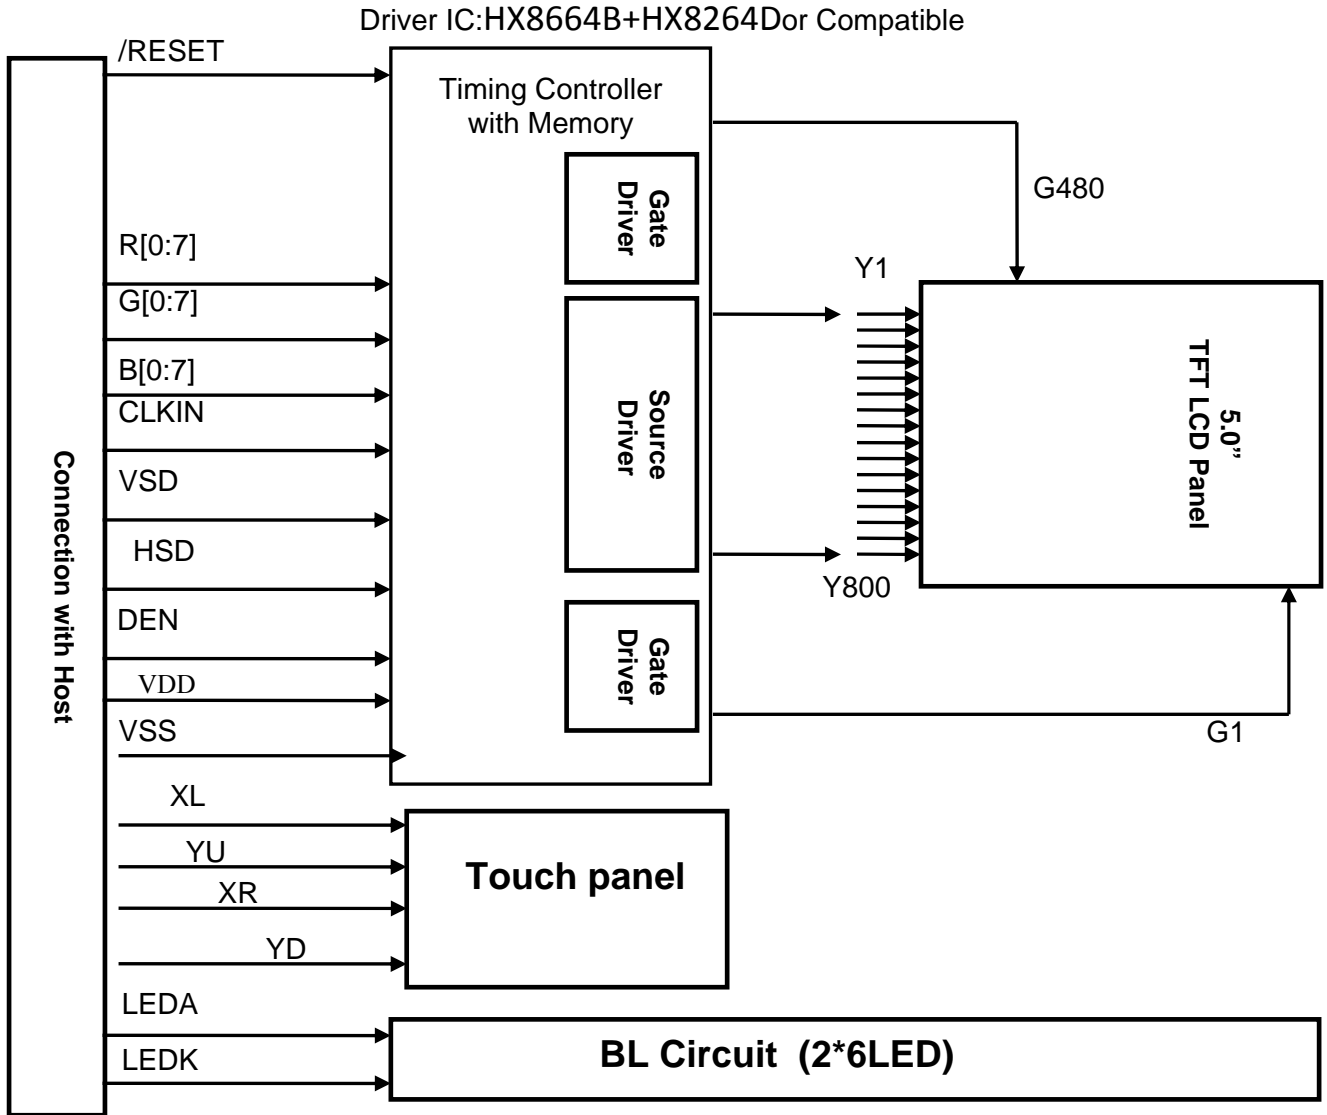 Driver IC:HX8664B+HX8264Dor Compatible
/RESET
Timing Controller
with Memory
Gate
Driver
G480
R[0:7]
Y1
G[0:7]
B[0:7]
CLKIN
Source
Driver
5.0”
TFT LCD Panel
Connection with Host
VSD
HSD
Y800
DEN
Gate
Driver
VDD
VSS
G1
XL
YU
Touch panel
XR
YD
LEDA
BL Circuit (2*6LED)
LEDK